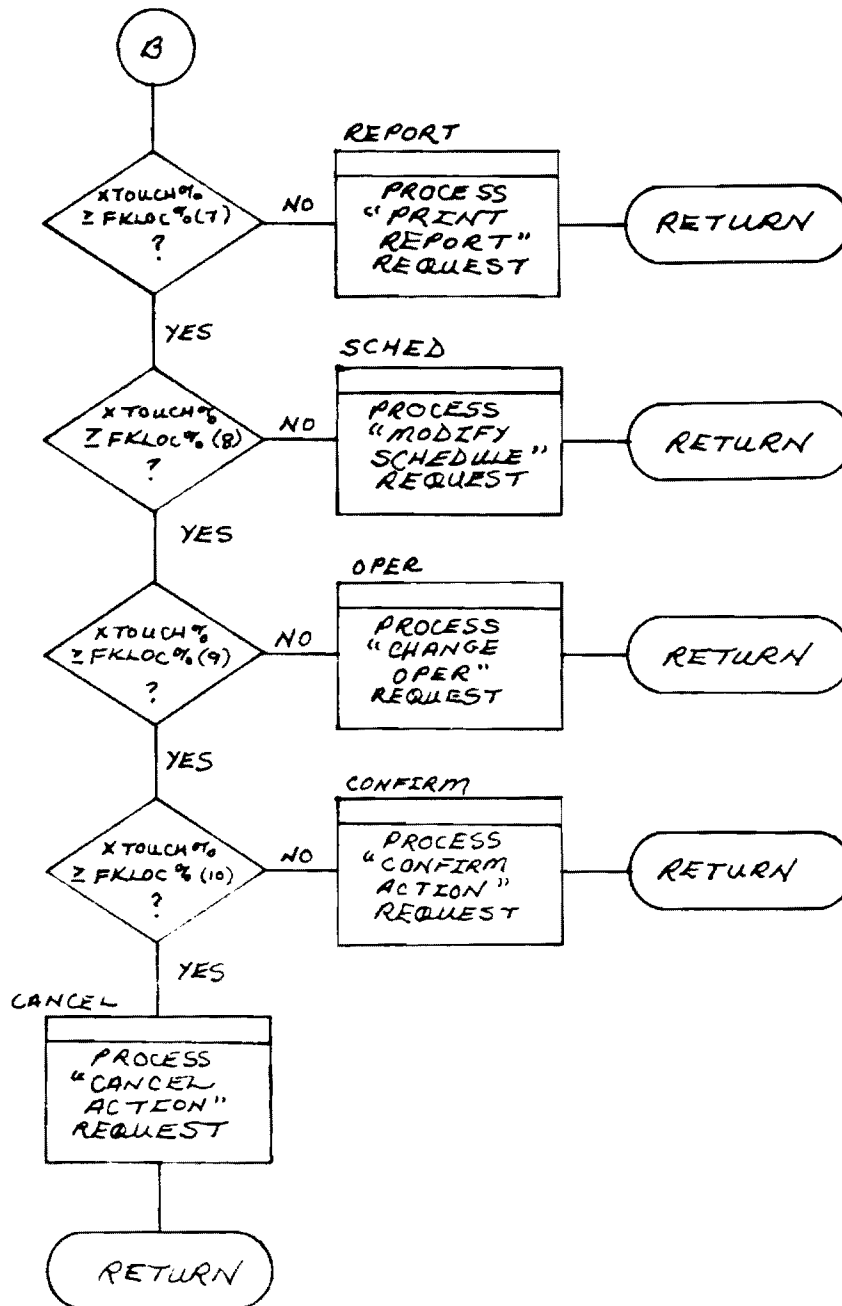 B
XTOUCH%
≥ FKLOC%(7)
?
NO
REPORT
PROCESS
"PRINT
REPORT"
REQUEST
RETURN
YES
XTOUCH%
≥ FKLOC%(8)
?
NO
SCHED
PROCESS
"MODIFY
SCHEDULE"
REQUEST
RETURN
YES
XTOUCH%
≥ FKLOC%(9)
?
NO
OPER
PROCESS
"CHANGE
OPER"
REQUEST
RETURN
YES
XTOUCH%
≥ FKLOC%(10)
?
NO
CONFIRM
PROCESS
"CONFIRM
ACTION"
REQUEST
RETURN
YES
CANCEL
PROCESS
"CANCEL
ACTION"
REQUEST
RETURN